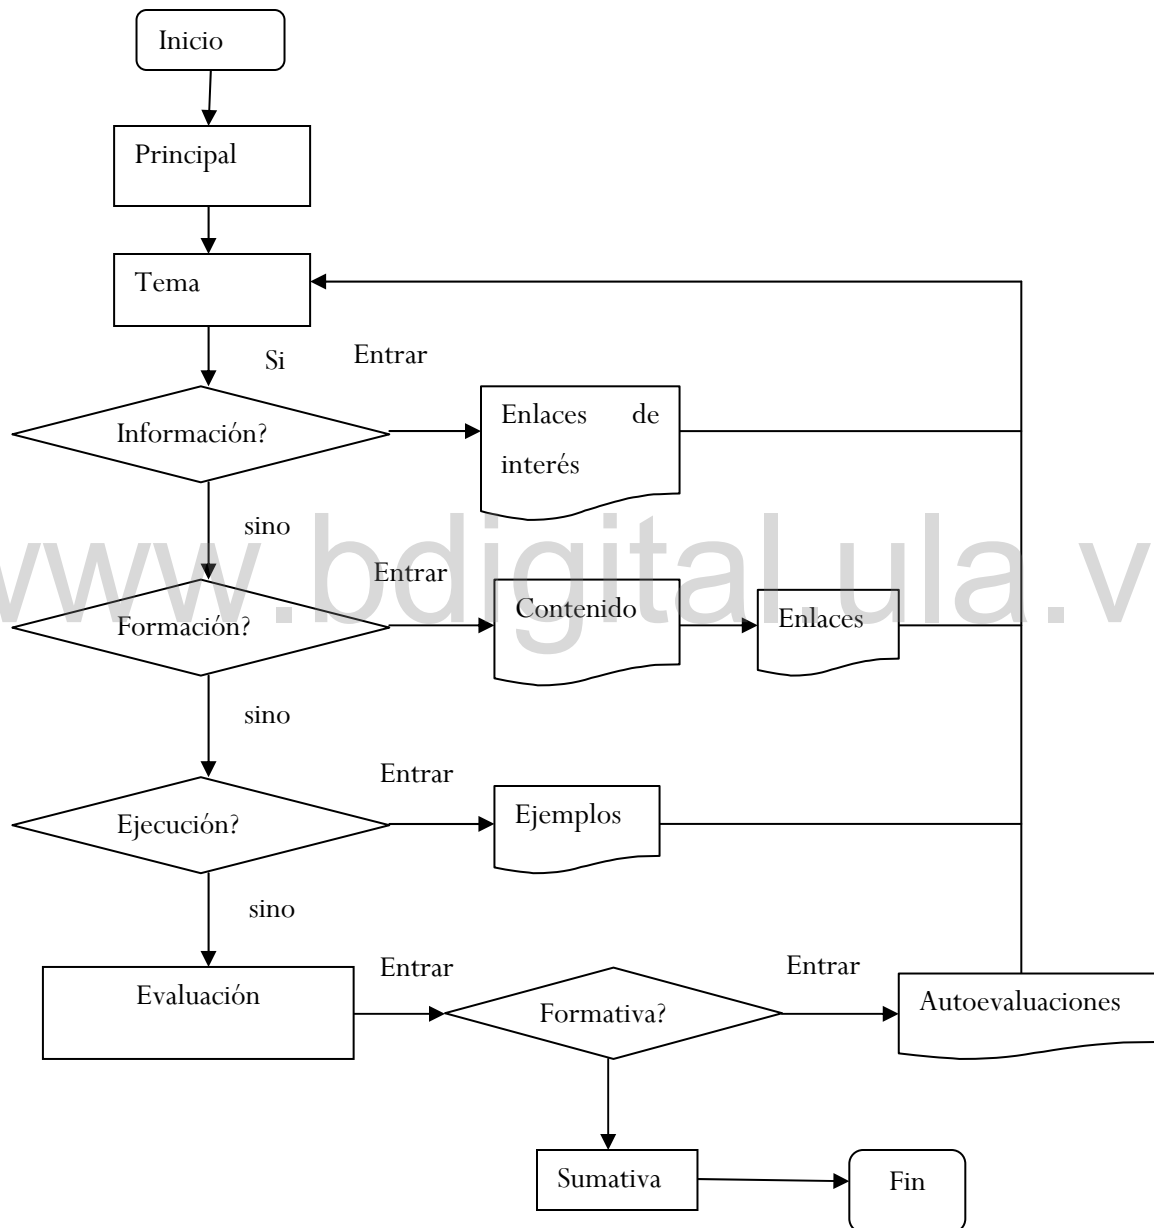 Inicio
Principal
Tema
Si Entrar
Información?
Enlaces de
interés
sino
www.bdigital.ula.v
Entrar
Formación?
Contenido
Enlaces
sino
Entrar
Ejecución?
Ejemplos
sino
Evaluación
Entrar
Formativa?
Entrar
Autoevaluaciones
Sumativa
Fin